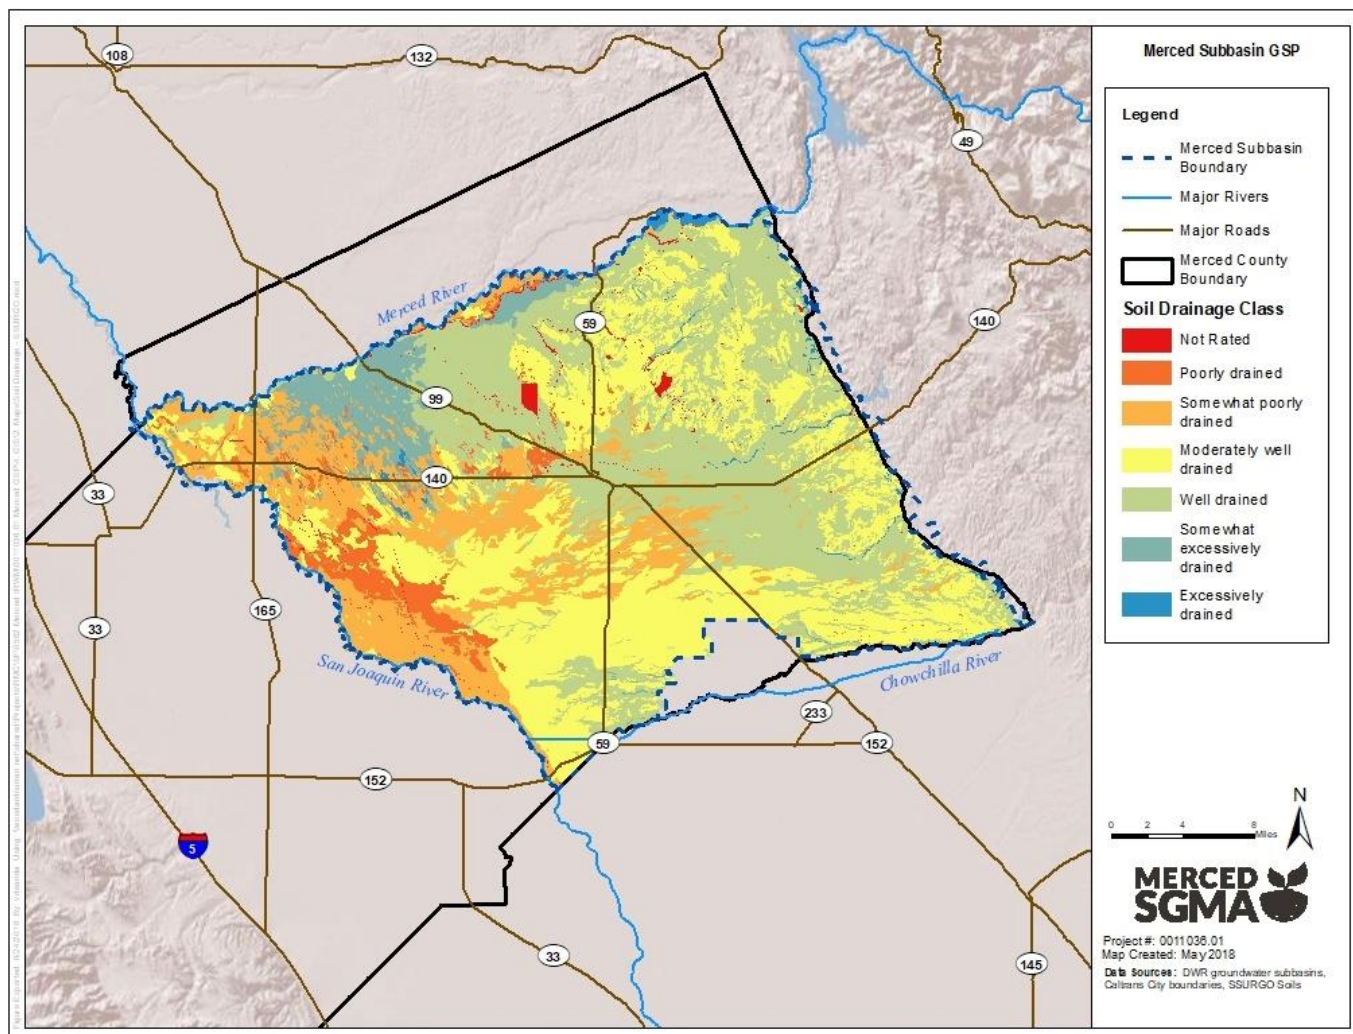 Merced Subbasin GSP
Legend
Merced Subbasin
Boundary
Major Rivers
Major Roads
Merced County
Boundary
Soil Drainage Class
Not Rated
Poorly drained
Somewhat poorly
drained
Moderately well
drained
Well drained
Somewhat
excessively
drained
Excessively
drained
108
132
49
Merced River
59
140
99
140
33
165
33
San Joaquin River
Chowchilla River
233
59
152
152
5
33
145
N
0 2 4 8
Miles
MERCED
SGMA
Project #: 0011036.01
Map Created: May 2018
Data Sources: DWR groundwater subbasins,
Caltrans City boundaries, SSURGO Soils